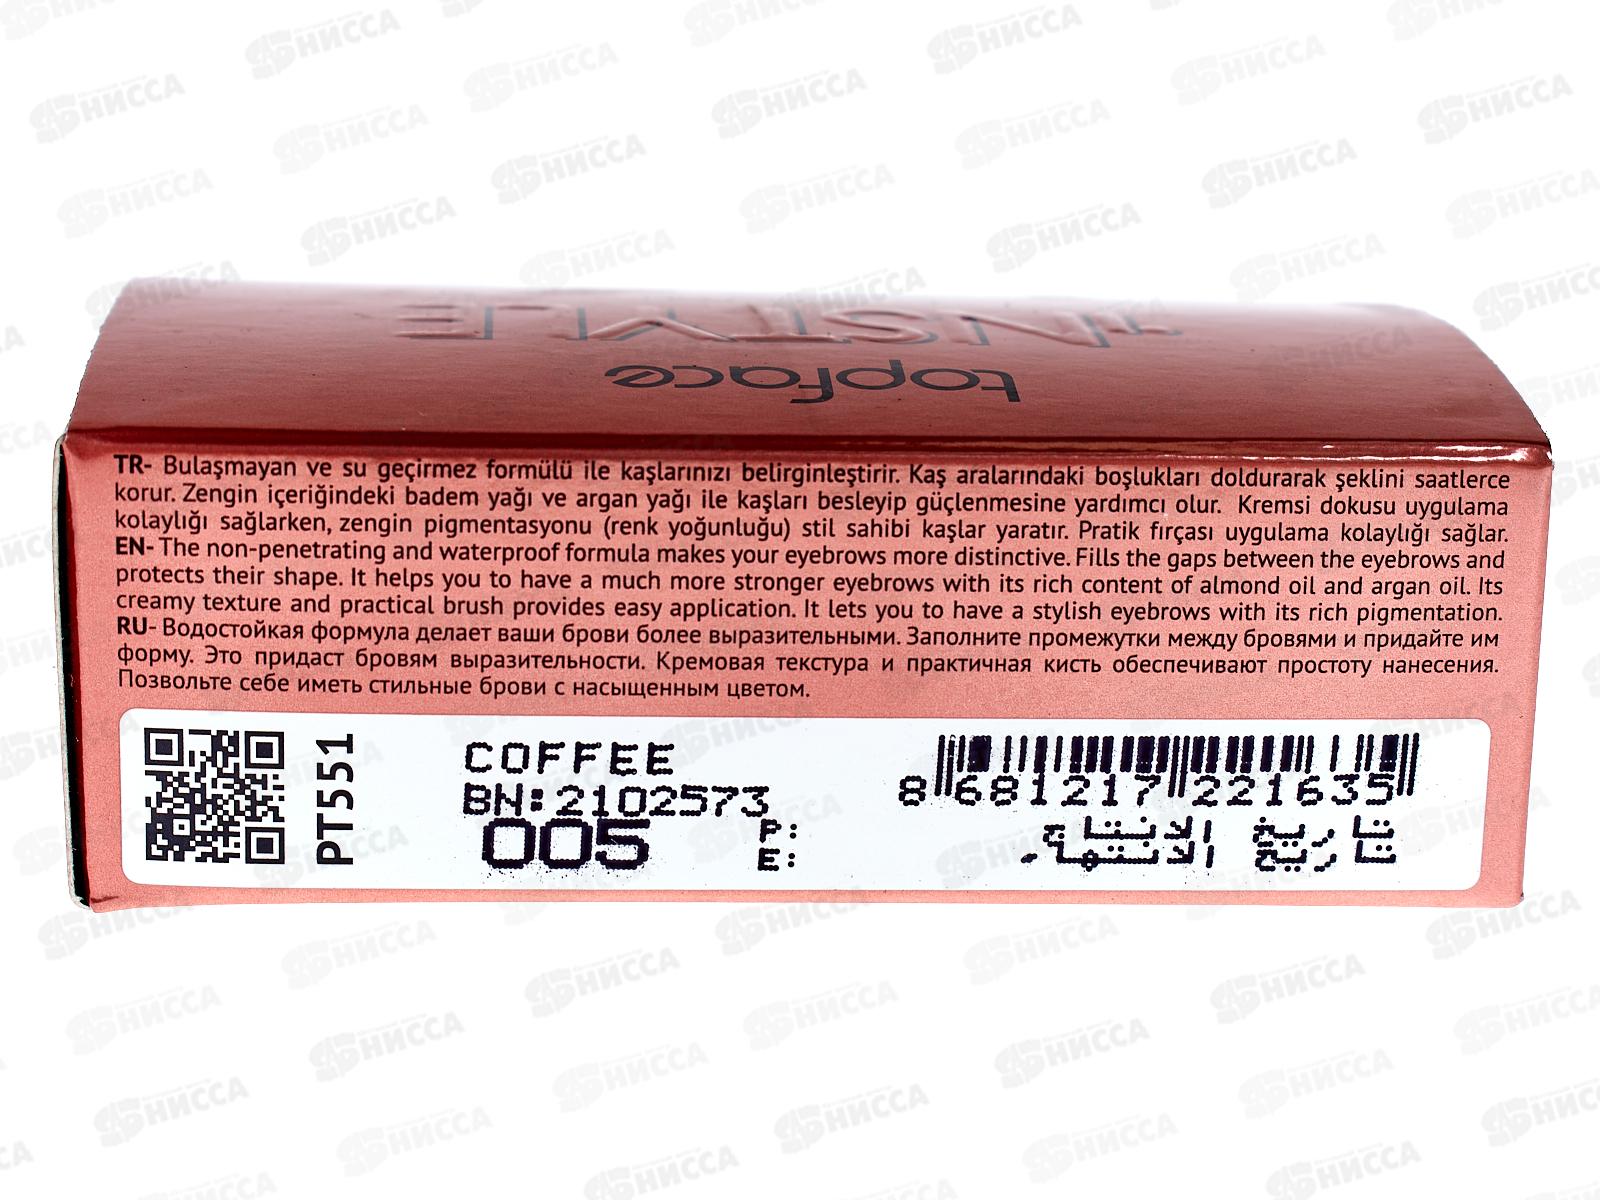 INSTYLE
topface
TR- Bulaşmayan ve su geçirmez formülü ile kaşlarınızı belirginleştirir. Kaş aralarındaki boşlukları doldurarak şeklini saatlerce
korur. Zengin içeriğindeki badem yağı ve argan yağı ile kaşları besleyip güçlenmesine yardımcı olur. Kremsi dokusu uygulama
kolaylığı sağlarken, zengin pigmentasyonu (renk yoğunluğu) stil sahibi kaşlar yaratır. Pratik fırçası uygulama kolaylığı sağlar.
EN- The non-penetrating and waterproof formula makes your eyebrows more distinctive. Fills the gaps between the eyebrows and
protects their shape. It helps you to have a much more stronger eyebrows with its rich content of almond oil and argan oil. Its
creamy texture and practical brush provides easy application. It lets you to have a stylish eyebrows with its rich pigmentation.
RU- Водостойкая формула делает ваши брови более выразительными. Заполните промежутки между бровями и придайте им
форму. Это придаст бровям выразительности. Кремовая текстура и практичная кисть обеспечивают простоту нанесения.
Позвольте себе иметь стильные брови с насыщенным цветом.
PT5551
COFFEE
BN:2102573
005
P:
E:
8 681217 221635
تاريخ الانتاج
تاريخ الانتهاء
НИССА